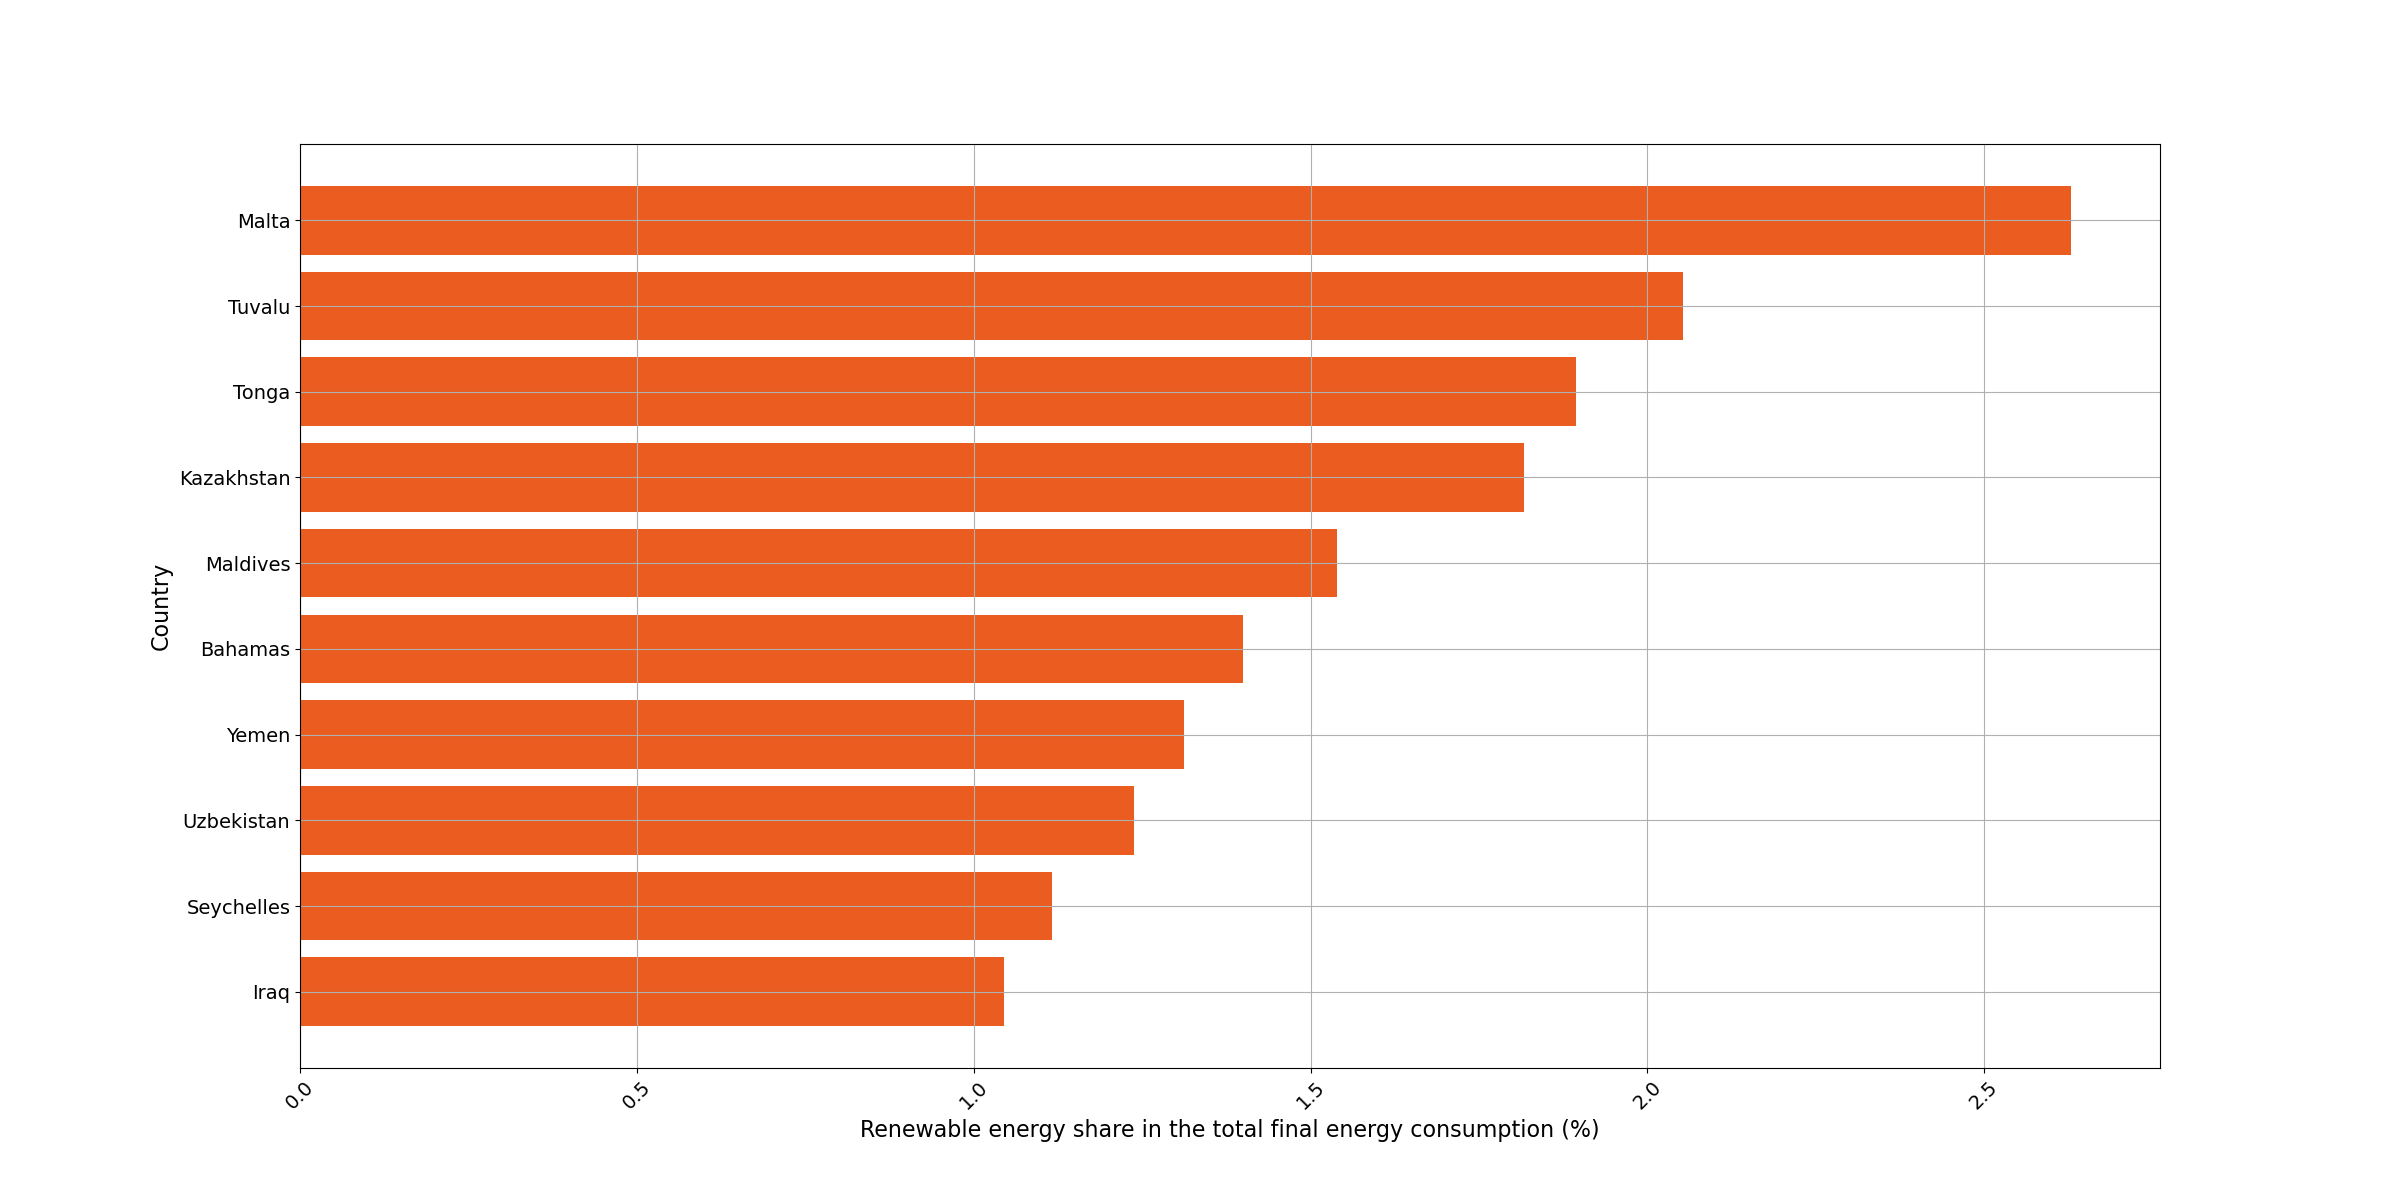 Malta
Tuvalu
Tonga
Kazakhstan
Maldives
Bahamas
Yemen
Uzbekistan
Seychelles
Iraq
Country
0.0
0.5
1.0
1.5
2.0
2.5
Renewable energy share in the total final energy consumption (%)